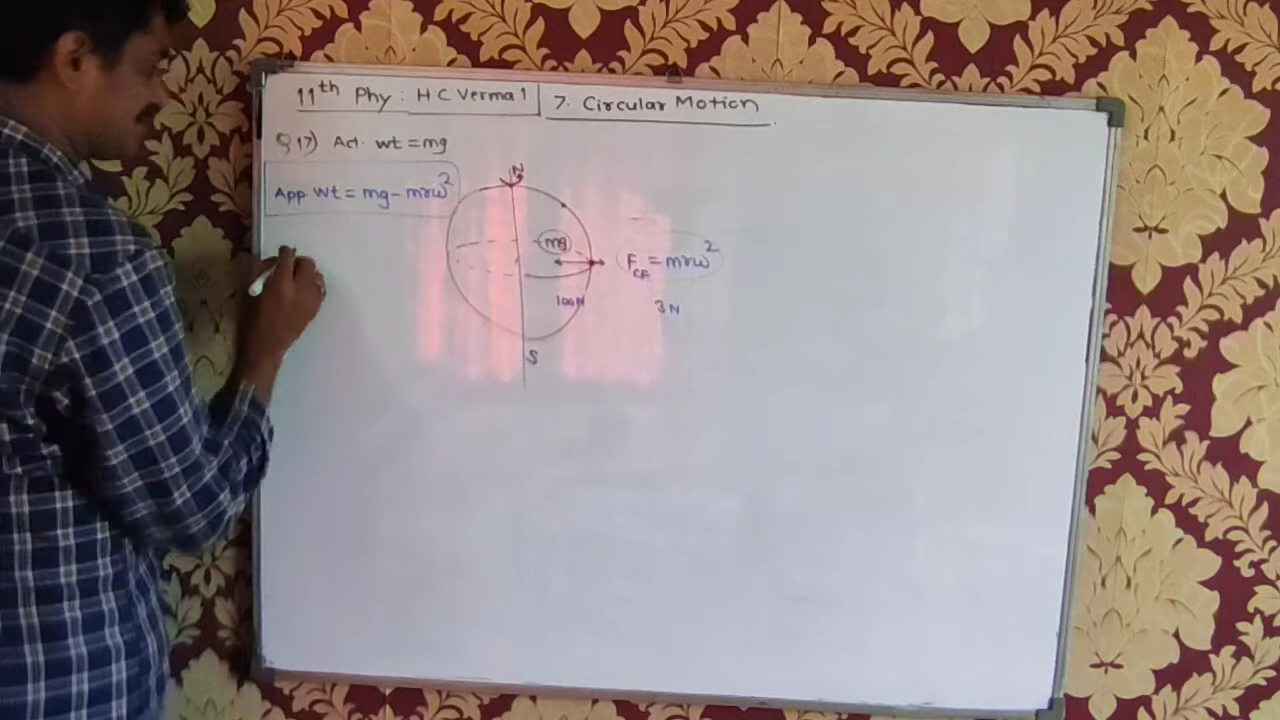 11th Phy : H C Verma 1 7. Circular Motion
Q 17) Act. wt = mg
App Wt = mg - mrω²
N
mg
F_CF = mrω²
100N
3N
S